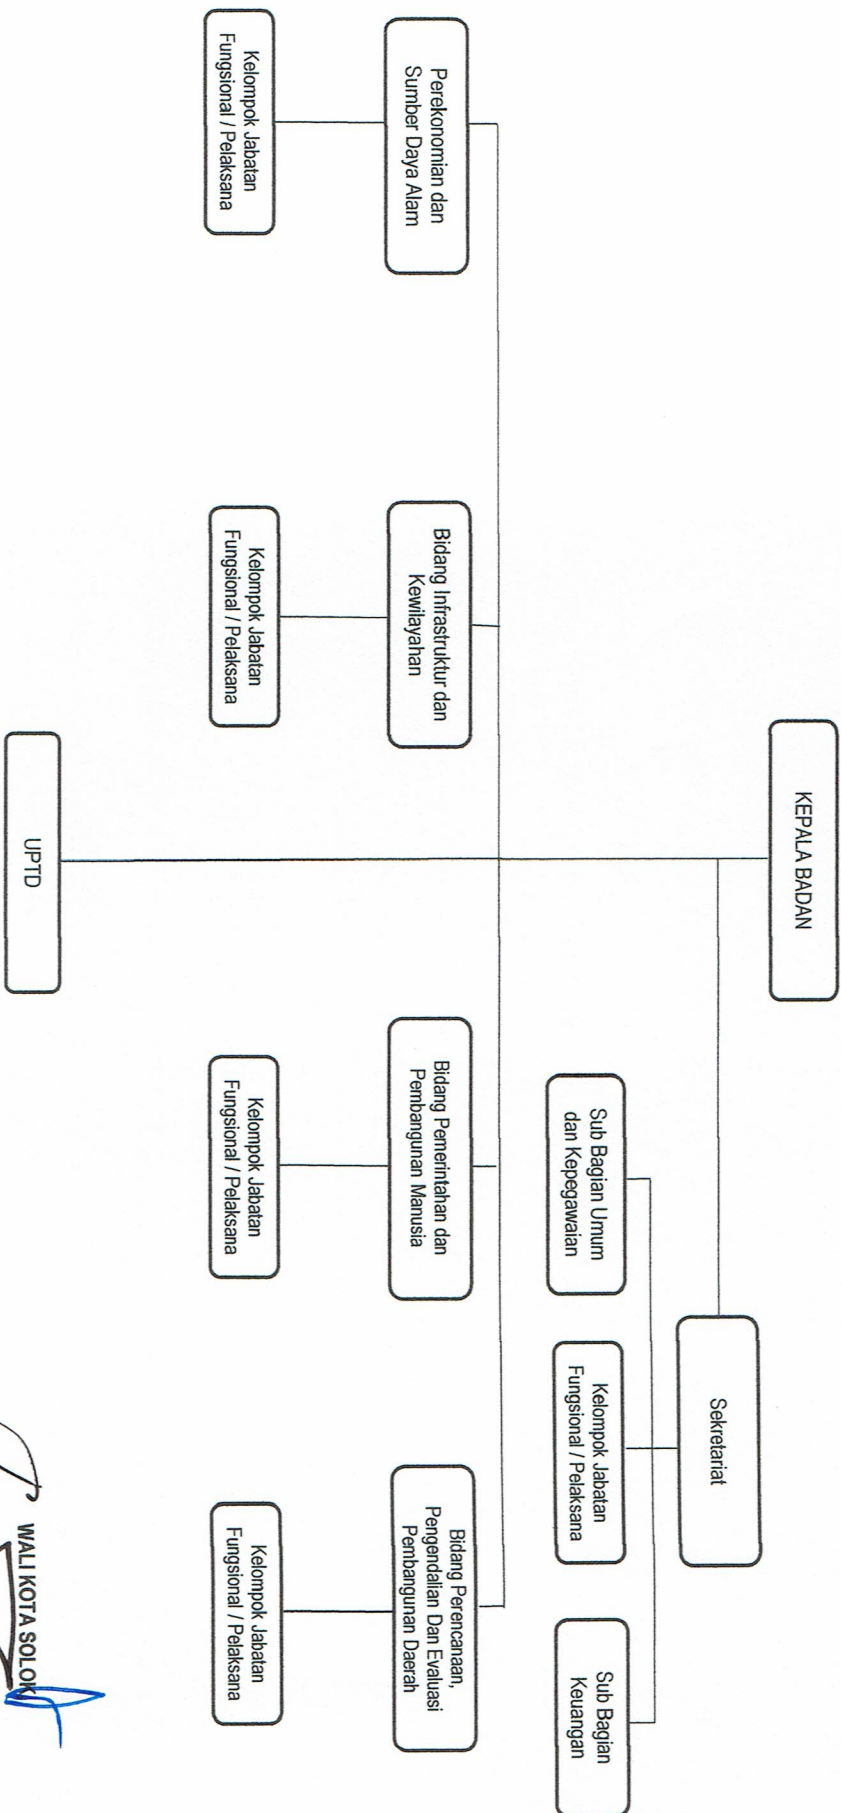 KEPALA BADAN
Sekretariat
Sub Bagian Umum
dan Kepegawaian
Kelompok Jabatan
Fungsional / Pelaksana
Sub Bagian
Keuangan
Perekonomian dan
Sumber Daya Alam
Bidang Infrastruktur dan
Kewilayahan
Bidang Pemerintahan dan
Pembangunan Manusia
Bidang Perencanaan,
Pengendalian Dan Evaluasi
Pembangunan Daerah
Kelompok Jabatan
Fungsional / Pelaksana
Kelompok Jabatan
Fungsional / Pelaksana
Kelompok Jabatan
Fungsional / Pelaksana
Kelompok Jabatan
Fungsional / Pelaksana
UPTD
WALI KOTA SOLOK